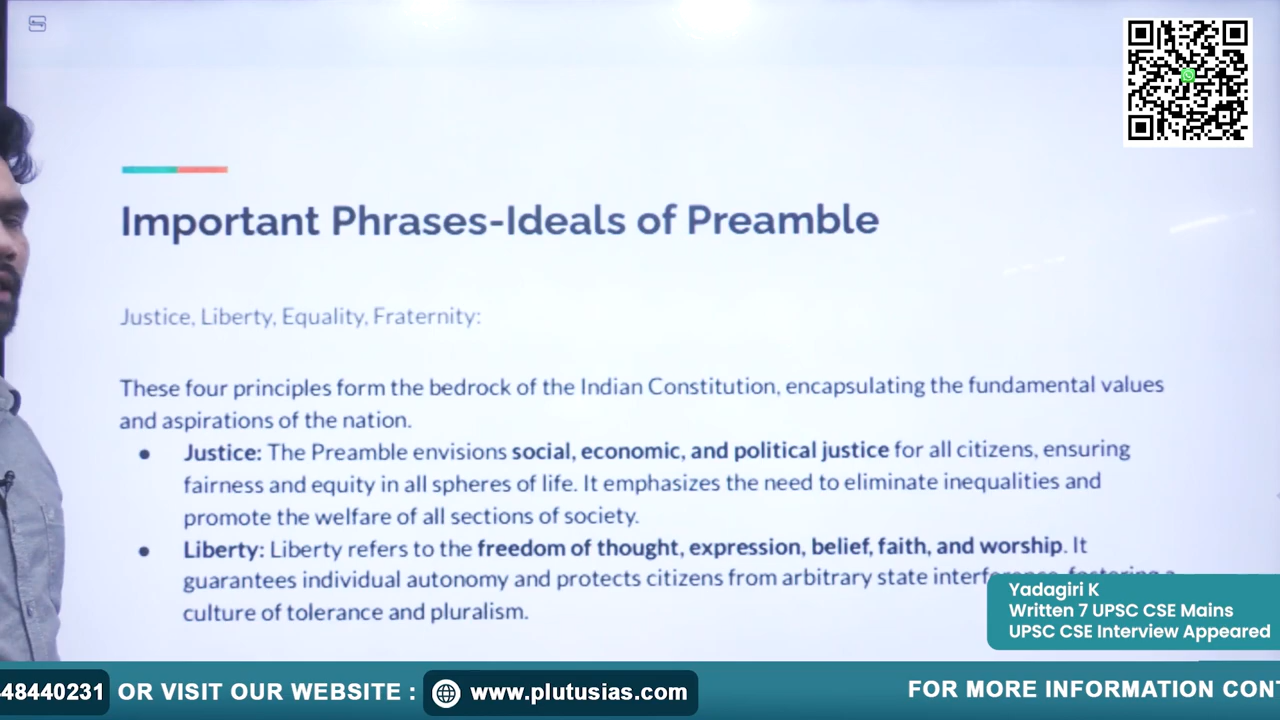 Important Phrases-Ideals of Preamble
Justice, Liberty, Equality, Fraternity:
These four principles form the bedrock of the Indian Constitution, encapsulating the fundamental values
and aspirations of the nation.
● Justice: The Preamble envisions social, economic, and political justice for all citizens, ensuring
fairness and equity in all spheres of life. It emphasizes the need to eliminate inequalities and
promote the welfare of all sections of society.
● Liberty: Liberty refers to the freedom of thought, expression, belief, faith, and worship. It
guarantees individual autonomy and protects citizens from arbitrary state
culture of tolerance and pluralism.
Yadagiri K
Written 7 UPSC CSE Mains
UPSC CSE Interview Appeared
48440231 OR VISIT OUR WEBSITE : www.plutusias.com FOR MORE INFORMATION